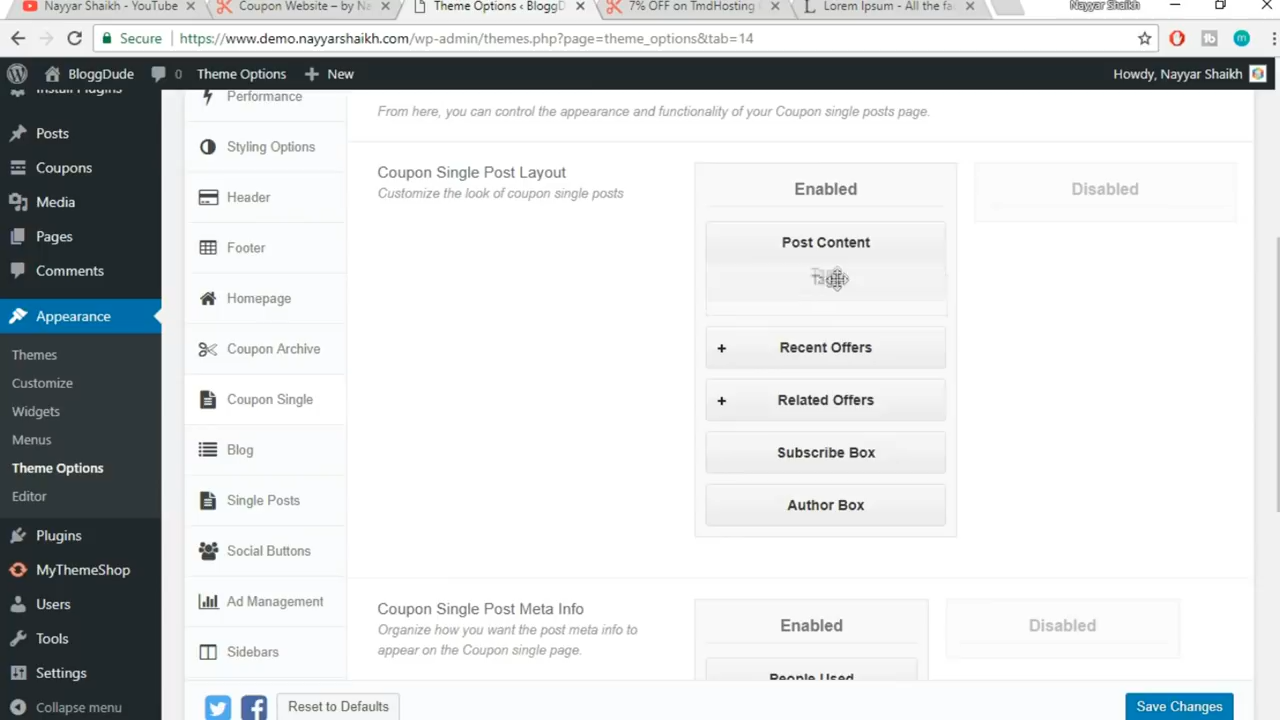 Nayyar Shaikh - YouTube
Coupon Website – by Na
Theme Options ‹ BloggD
7% OFF on TmdHosting
Lorem Ipsum - All the fa
Nayyar Shaikh
Secure
https://www.demo.nayyarshaikh.com/wp-admin/themes.php?page=theme_options&tab=14
BloggDude
0
Theme Options
New
Howdy, Nayyar Shaikh
Install Plugins
Posts
Coupons
Media
Pages
Comments
Appearance
Themes
Customize
Widgets
Menus
Theme Options
Editor
Plugins
MyThemeShop
Users
Tools
Settings
Collapse menu
Performance
Styling Options
Header
Footer
Homepage
Coupon Archive
Coupon Single
Blog
Single Posts
Social Buttons
Ad Management
Sidebars
From here, you can control the appearance and functionality of your Coupon single posts page.
Coupon Single Post Layout
Customize the look of coupon single posts
Enabled
Post Content
+ Recent Offers
+ Related Offers
Subscribe Box
Author Box
Disabled
Coupon Single Post Meta Info
Organize how you want the post meta info to
appear on the Coupon single page.
Enabled
People Used
Disabled
Reset to Defaults
Save Changes